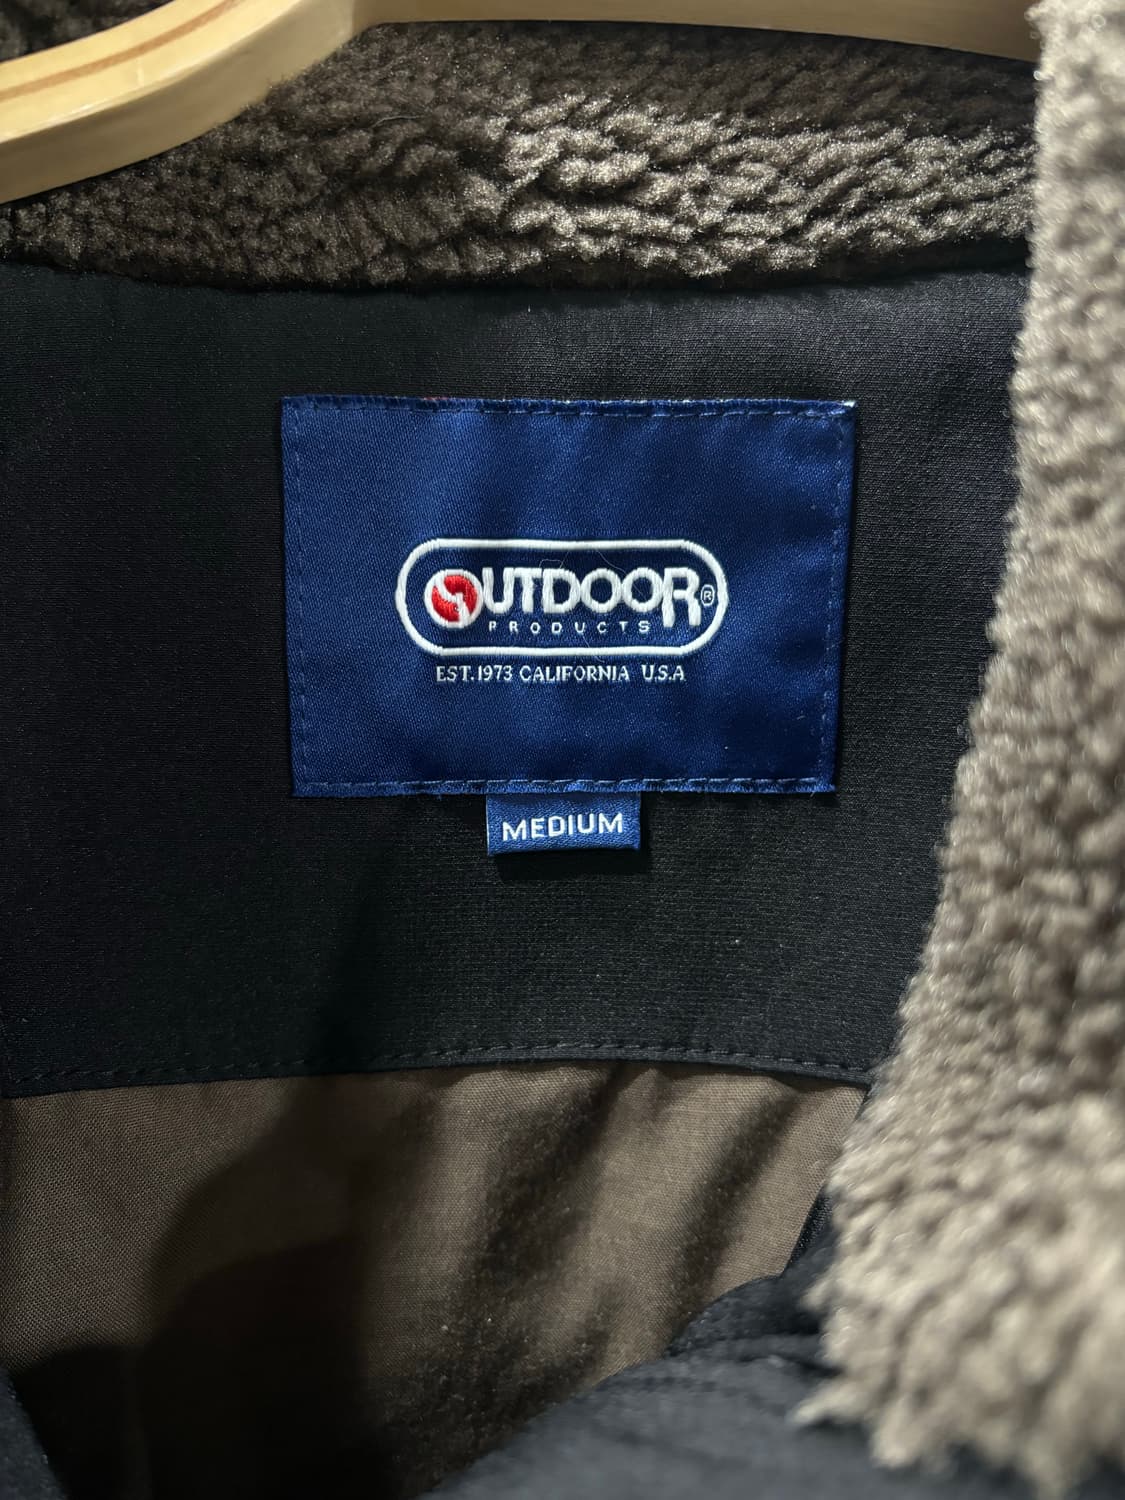 OUTDOOR®
PRODUCTS
EST. 1973 CALIFORNIA U.S.A
MEDIUM